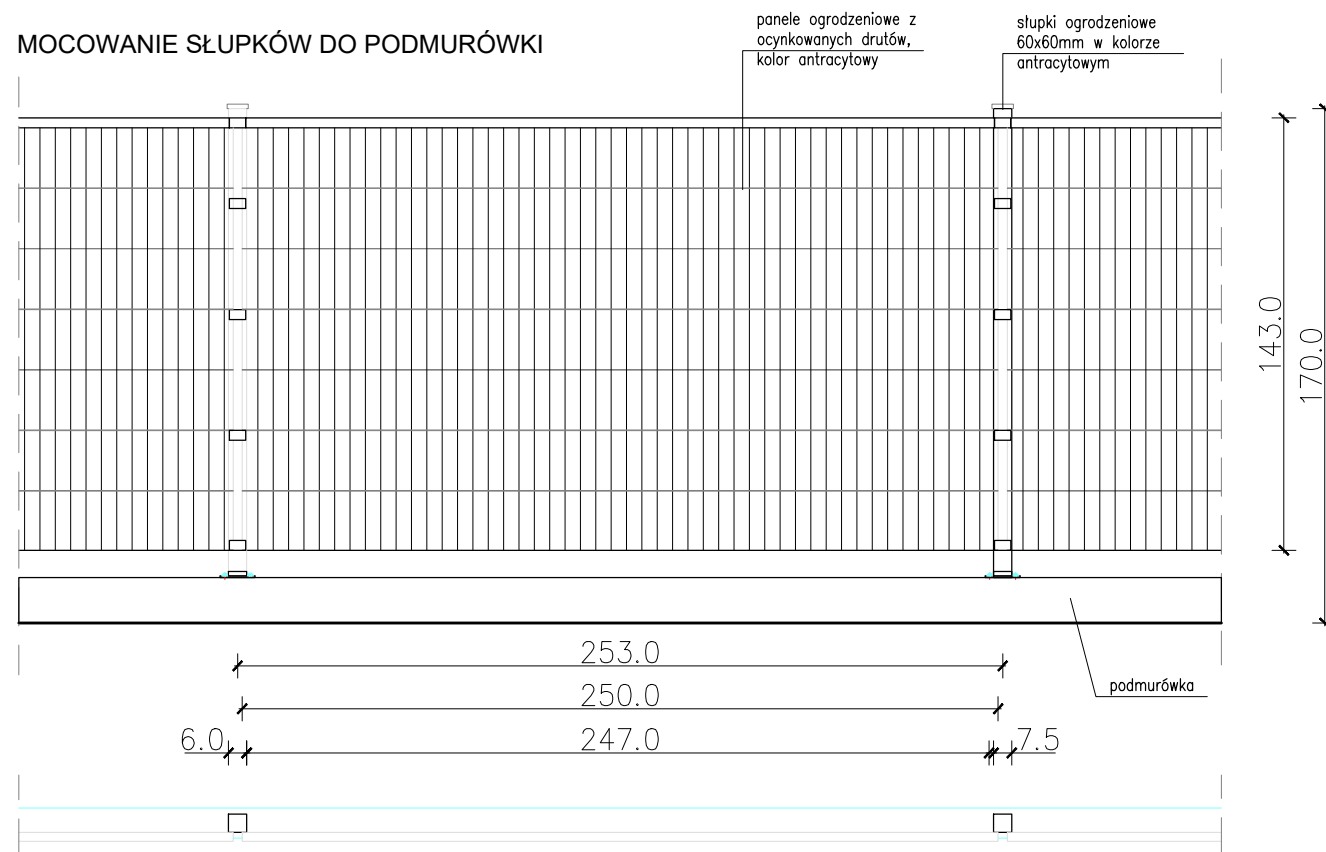 MOCOWANIE SŁUPKÓW DO PODMURÓWKI
panele ogrodzeniowe z
ocynkowanych drutów,
kolor antracytowy
słupki ogrodzeniowe
60x60mm w kolorze
antracytowym
143.0
170.0
253.0
250.0
6.0
247.0
7.5
podmurówka